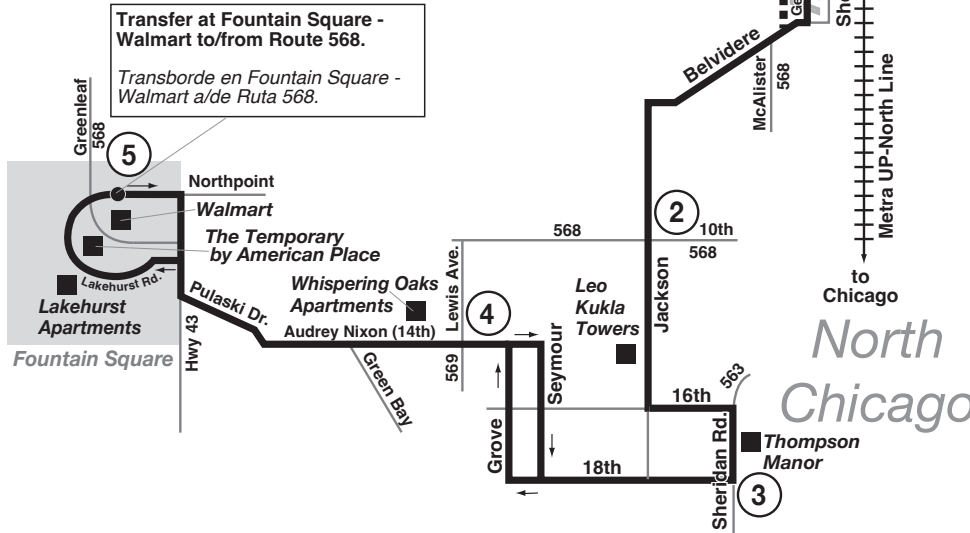 Transfer at Fountain Square -
Walmart to/from Route 568.
Transborde en Fountain Square -
Walmart a/de Ruta 568.
Belvidere
McAlister
568
Metra UP-North Line
to
Chicago
North
Chicago
Greenleaf
568
5
Northpoint
Walmart
The Temporary
by American Place
Lakehurst Rd.
Lakehurst
Apartments
Fountain Square
Pulaski Dr.
Hwy 43
Whispering Oaks
Apartments
Audrey Nixon (14th)
Green Bay
Lewis Ave.
569
4
568
2
10th
568
Jackson
Leo
Kukla
Towers
Seymour
Grove
16th
563
18th
Sheridan Rd.
Thompson
Manor
3